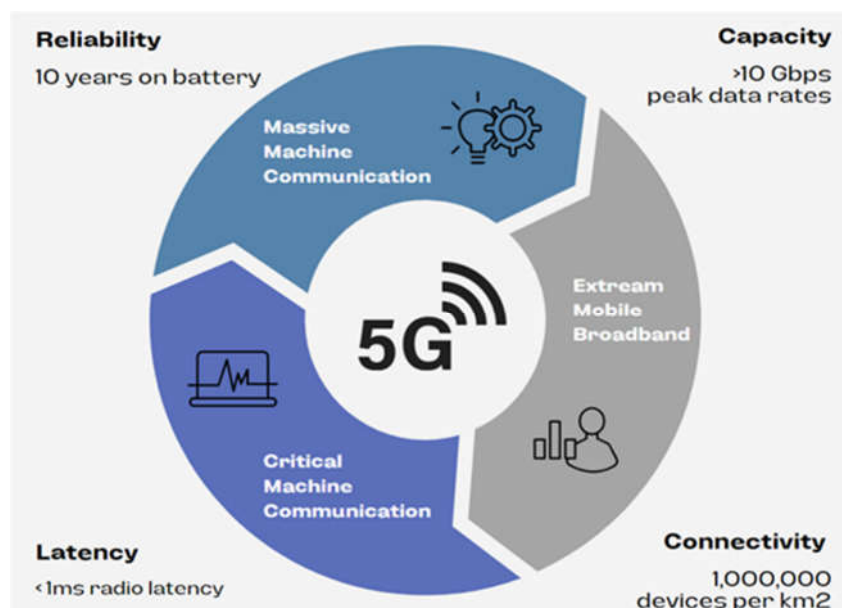 Reliability
10 years on battery
Capacity
>10 Gbps
peak data rates
Massive
Machine
Communication
5G
Extream
Mobile
Broadband
Critical
Machine
Communication
Latency
<1ms radio latency
Connectivity
1,000,000
devices per km2